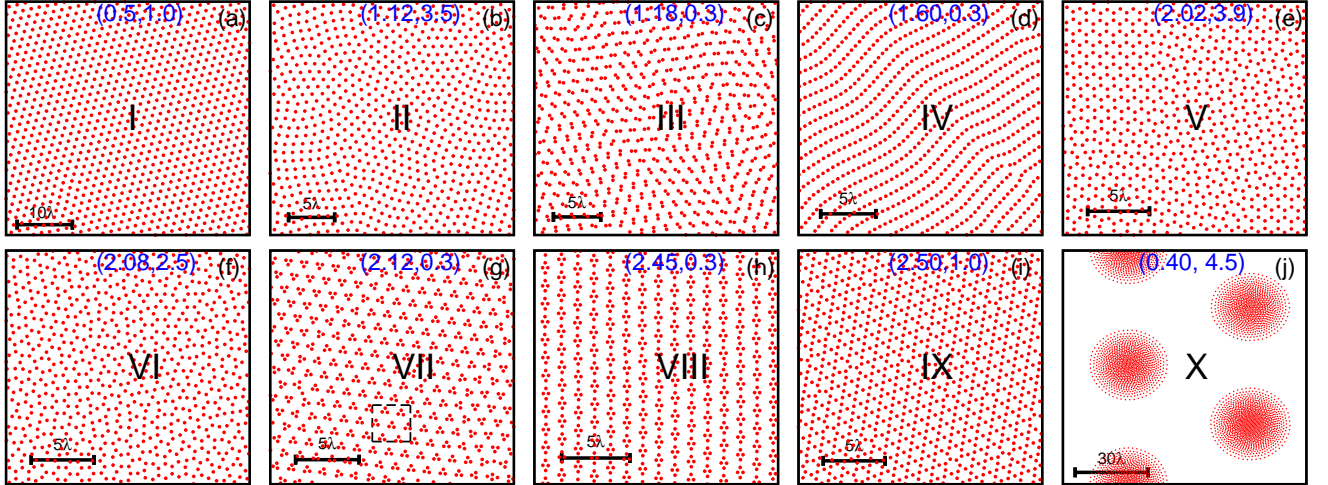 (0.5,1.0) (a)
I
10λ
(1.12,3.5) (b)
II
5λ
(1.18,0.3) (c)
III
5λ
(1.60,0.3) (d)
IV
5λ
(2.02,3.9) (e)
V
5λ
(2.08,2.5) (f)
VI
5λ
(2.12,0.3) (g)
VII
5λ
(2.45,0.3) (h)
VIII
5λ
(2.50,1.0) (i)
IX
5λ
(0.40, 4.5) (j)
X
30λ